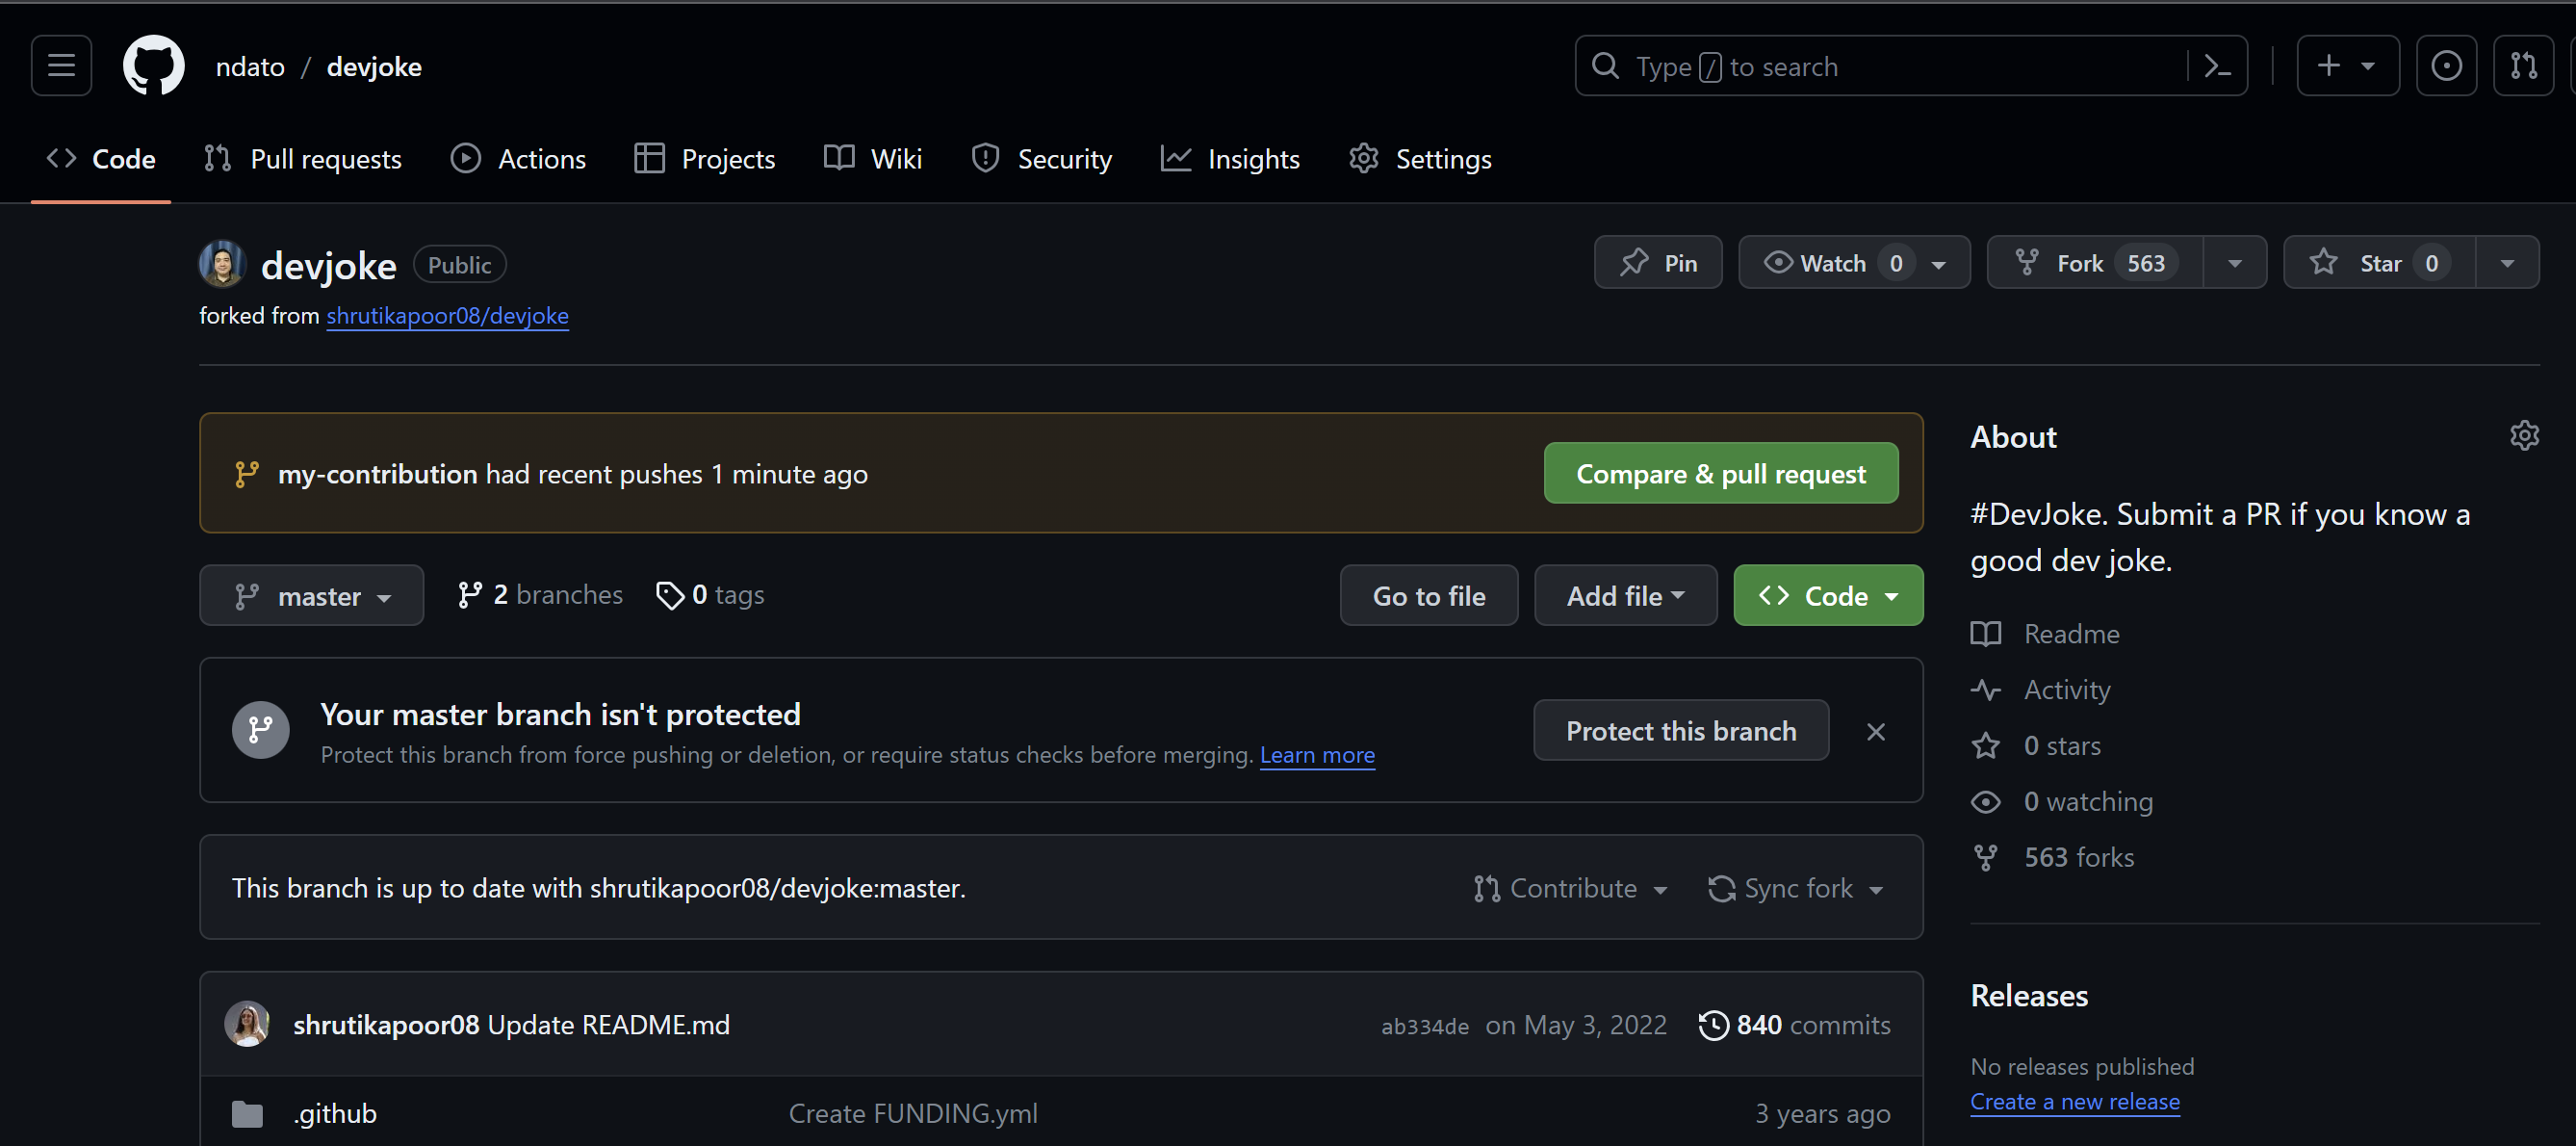 ndato / devjoke
Type / to search
Code Pull requests Actions Projects Wiki Security Insights Settings
devjoke Public
Pin Watch 0 Fork 563 Star 0
forked from shrutikapoor08/devjoke
my-contribution had recent pushes 1 minute ago Compare & pull request
master 2 branches 0 tags Go to file Add file Code
Your master branch isn't protected
Protect this branch from force pushing or deletion, or require status checks before merging. Learn more
Protect this branch
This branch is up to date with shrutikapoor08/devjoke:master. Contribute Sync fork
shrutikapoor08 Update README.md ab334de on May 3, 2022 840 commits
.github Create FUNDING.yml 3 years ago
About
#DevJoke. Submit a PR if you know a
good dev joke.
Readme
Activity
0 stars
0 watching
563 forks
Releases
No releases published
Create a new release